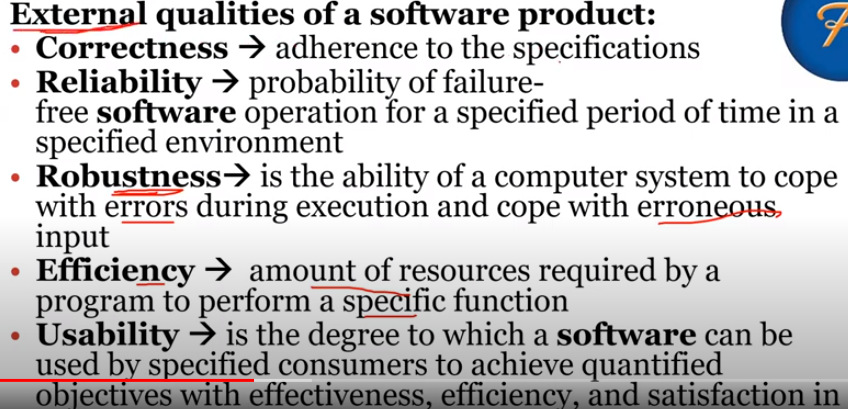 External qualities of a software product:
• Correctness → adherence to the specifications
• Reliability → probability of failure-
free software operation for a specified period of time in a
specified environment
• Robustness→ is the ability of a computer system to cope
with errors during execution and cope with erroneous
input
• Efficiency → amount of resources required by a
program to perform a specific function
• Usability → is the degree to which a software can be
used by specified consumers to achieve quantified
objectives with effectiveness, efficiency, and satisfaction in